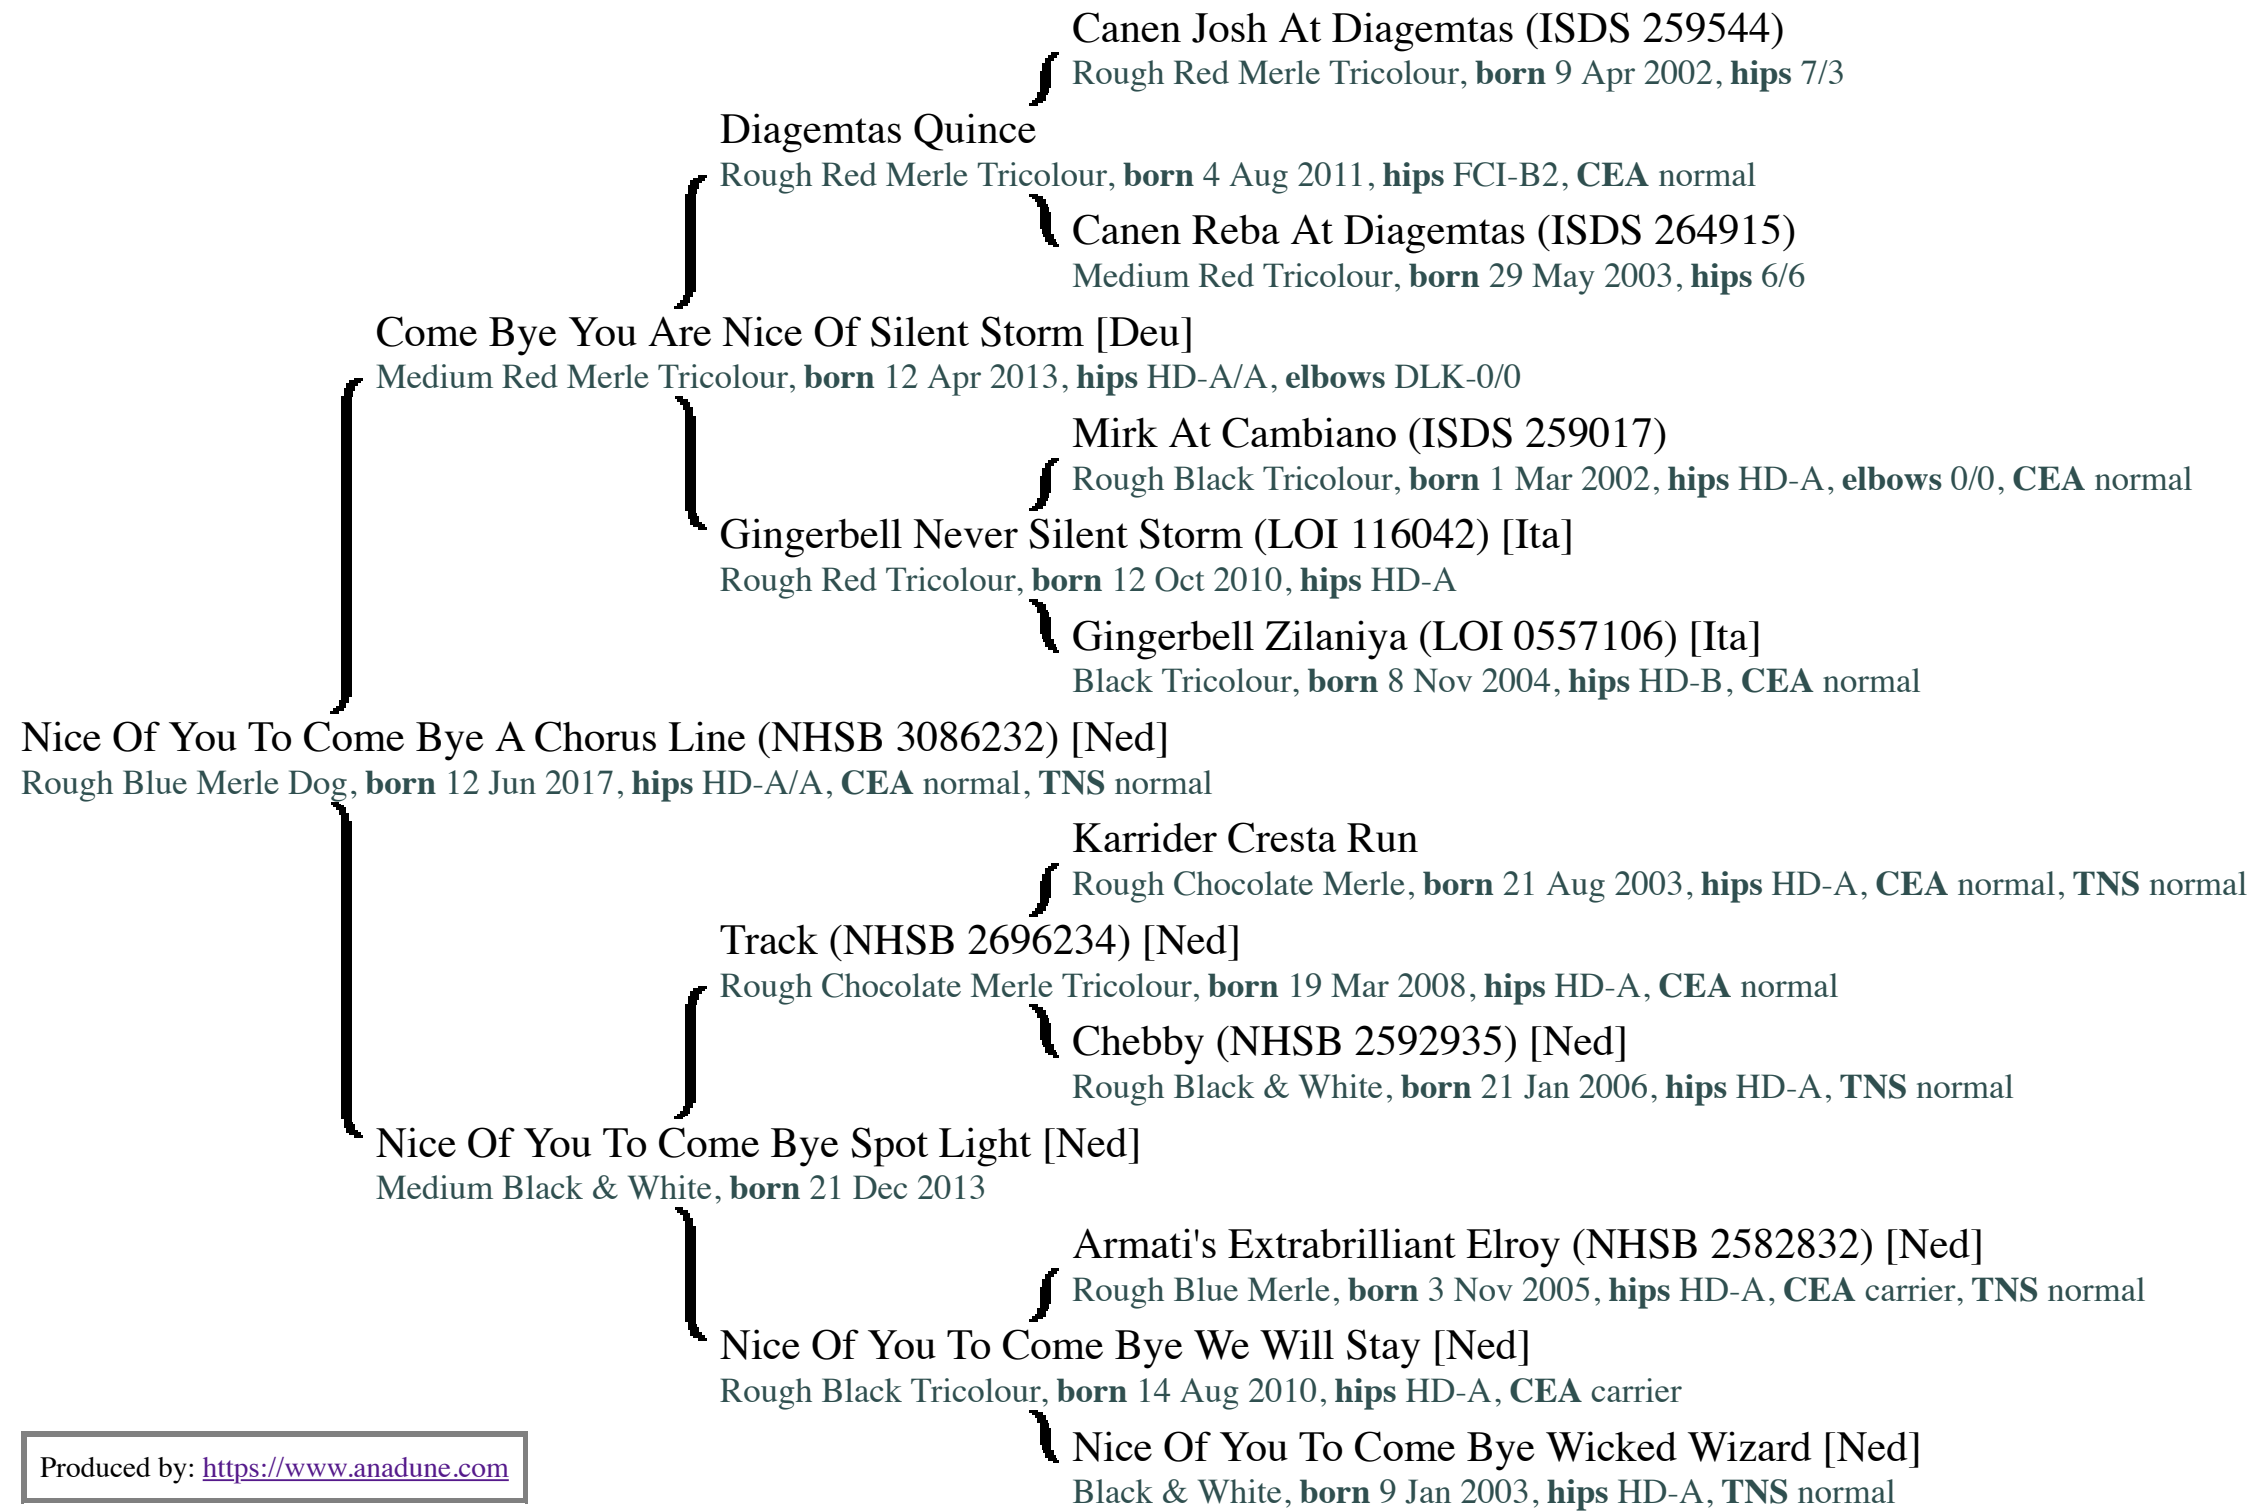 Canen Josh At Diagemtas (ISDS 259544)
Rough Red Merle Tricolour, born 9 Apr 2002, hips 7/3
Diagemtas Quince
Rough Red Merle Tricolour, born 4 Aug 2011, hips FCI-B2, CEA normal
Canen Reba At Diagemtas (ISDS 264915)
Medium Red Tricolour, born 29 May 2003, hips 6/6
Come Bye You Are Nice Of Silent Storm [Deu]
Medium Red Merle Tricolour, born 12 Apr 2013, hips HD-A/A, elbows DLK-0/0
Mirk At Cambiano (ISDS 259017)
Rough Black Tricolour, born 1 Mar 2002, hips HD-A, elbows 0/0, CEA normal
Gingerbell Never Silent Storm (LOI 116042) [Ita]
Rough Red Tricolour, born 12 Oct 2010, hips HD-A
Gingerbell Zilaniya (LOI 0557106) [Ita]
Black Tricolour, born 8 Nov 2004, hips HD-B, CEA normal
Nice Of You To Come Bye A Chorus Line (NHSB 3086232) [Ned]
Rough Blue Merle Dog, born 12 Jun 2017, hips HD-A/A, CEA normal, TNS normal
Karrider Cresta Run
Rough Chocolate Merle, born 21 Aug 2003, hips HD-A, CEA normal, TNS normal
Track (NHSB 2696234) [Ned]
Rough Chocolate Merle Tricolour, born 19 Mar 2008, hips HD-A, CEA normal
Chebby (NHSB 2592935) [Ned]
Rough Black & White, born 21 Jan 2006, hips HD-A, TNS normal
Nice Of You To Come Bye Spot Light [Ned]
Medium Black & White, born 21 Dec 2013
Armati's Extrabrilliant Elroy (NHSB 2582832) [Ned]
Rough Blue Merle, born 3 Nov 2005, hips HD-A, CEA carrier, TNS normal
Nice Of You To Come Bye We Will Stay [Ned]
Rough Black Tricolour, born 14 Aug 2010, hips HD-A, CEA carrier
Nice Of You To Come Bye Wicked Wizard [Ned]
Black & White, born 9 Jan 2003, hips HD-A, TNS normal
Produced by: https://www.anadune.com